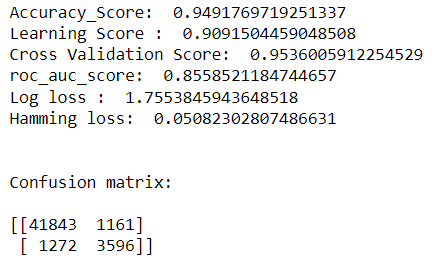 Accuracy_Score:  0.9491769719251337
Learning Score :  0.9091504459048508
Cross Validation Score:  0.9536005912254529
roc_auc_score:  0.8558521184744657
Log loss :  1.7553845943648518
Hamming loss:  0.05082302807486631
Confusion matrix:
[[41843  1161]
 [ 1272  3596]]